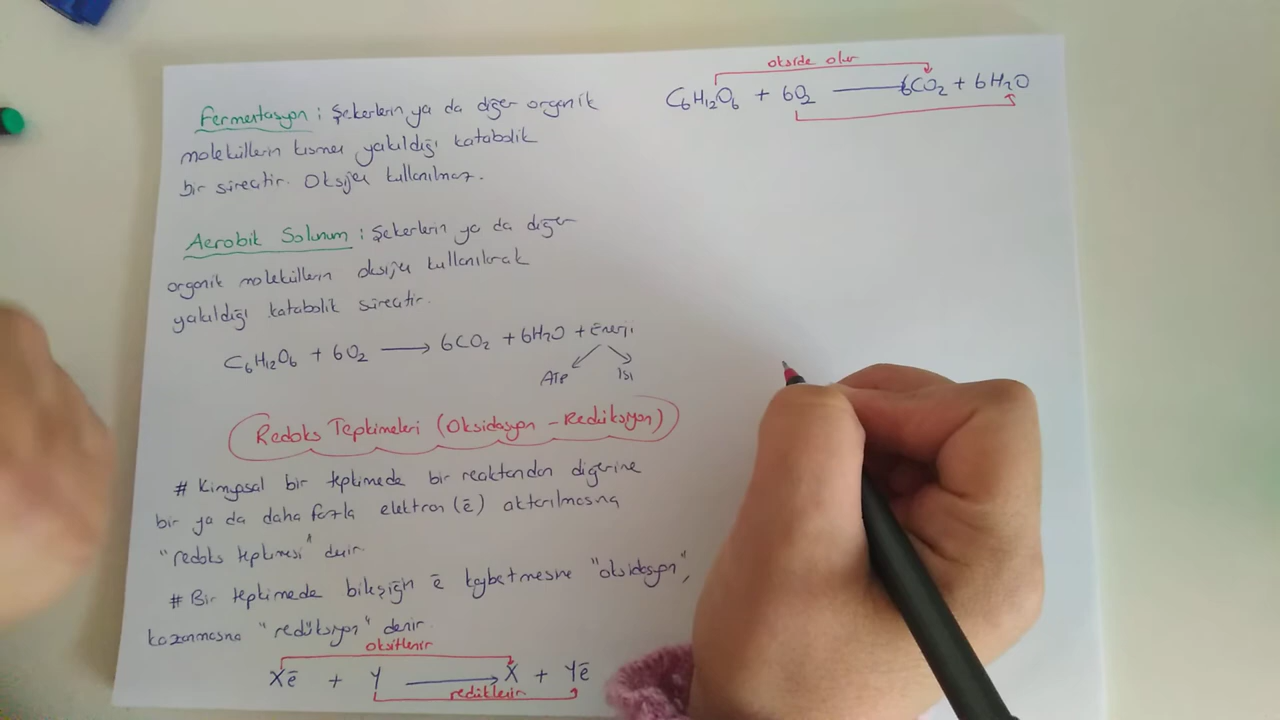 Fermentasyon : Şekerlerin ya da diğer organik
moleküllerin kısmen yakıldığı katabolik
bir süreçtir. Oksijen kullanılmaz.
Aerobik Solunum : Şekerlerin ya da diğer
organik moleküllerin oksijen kullanılarak
yakıldığı katabolik süreçtir.
C6H12O6 + 6O2 → 6CO2 + 6H2O + Enerji
ATP Isı
Redoks Tepkimeleri (Oksidasyon - Redüksiyon)
# Kimyasal bir tepkimede bir reaktandan diğerine
bir ya da daha fazla elektron (ē) aktarılmasına
"redoks tepkimesi" denir.
# Bir tepkimede bileşiğin ē kaybetmesine "oksidasyon",
kazanmasına "redüksiyon" denir.
oksitlenir
Xē + Y → X + Yē
redüklenir
okside olur
C6H12O6 + 6O2 → 6CO2 + 6H2O